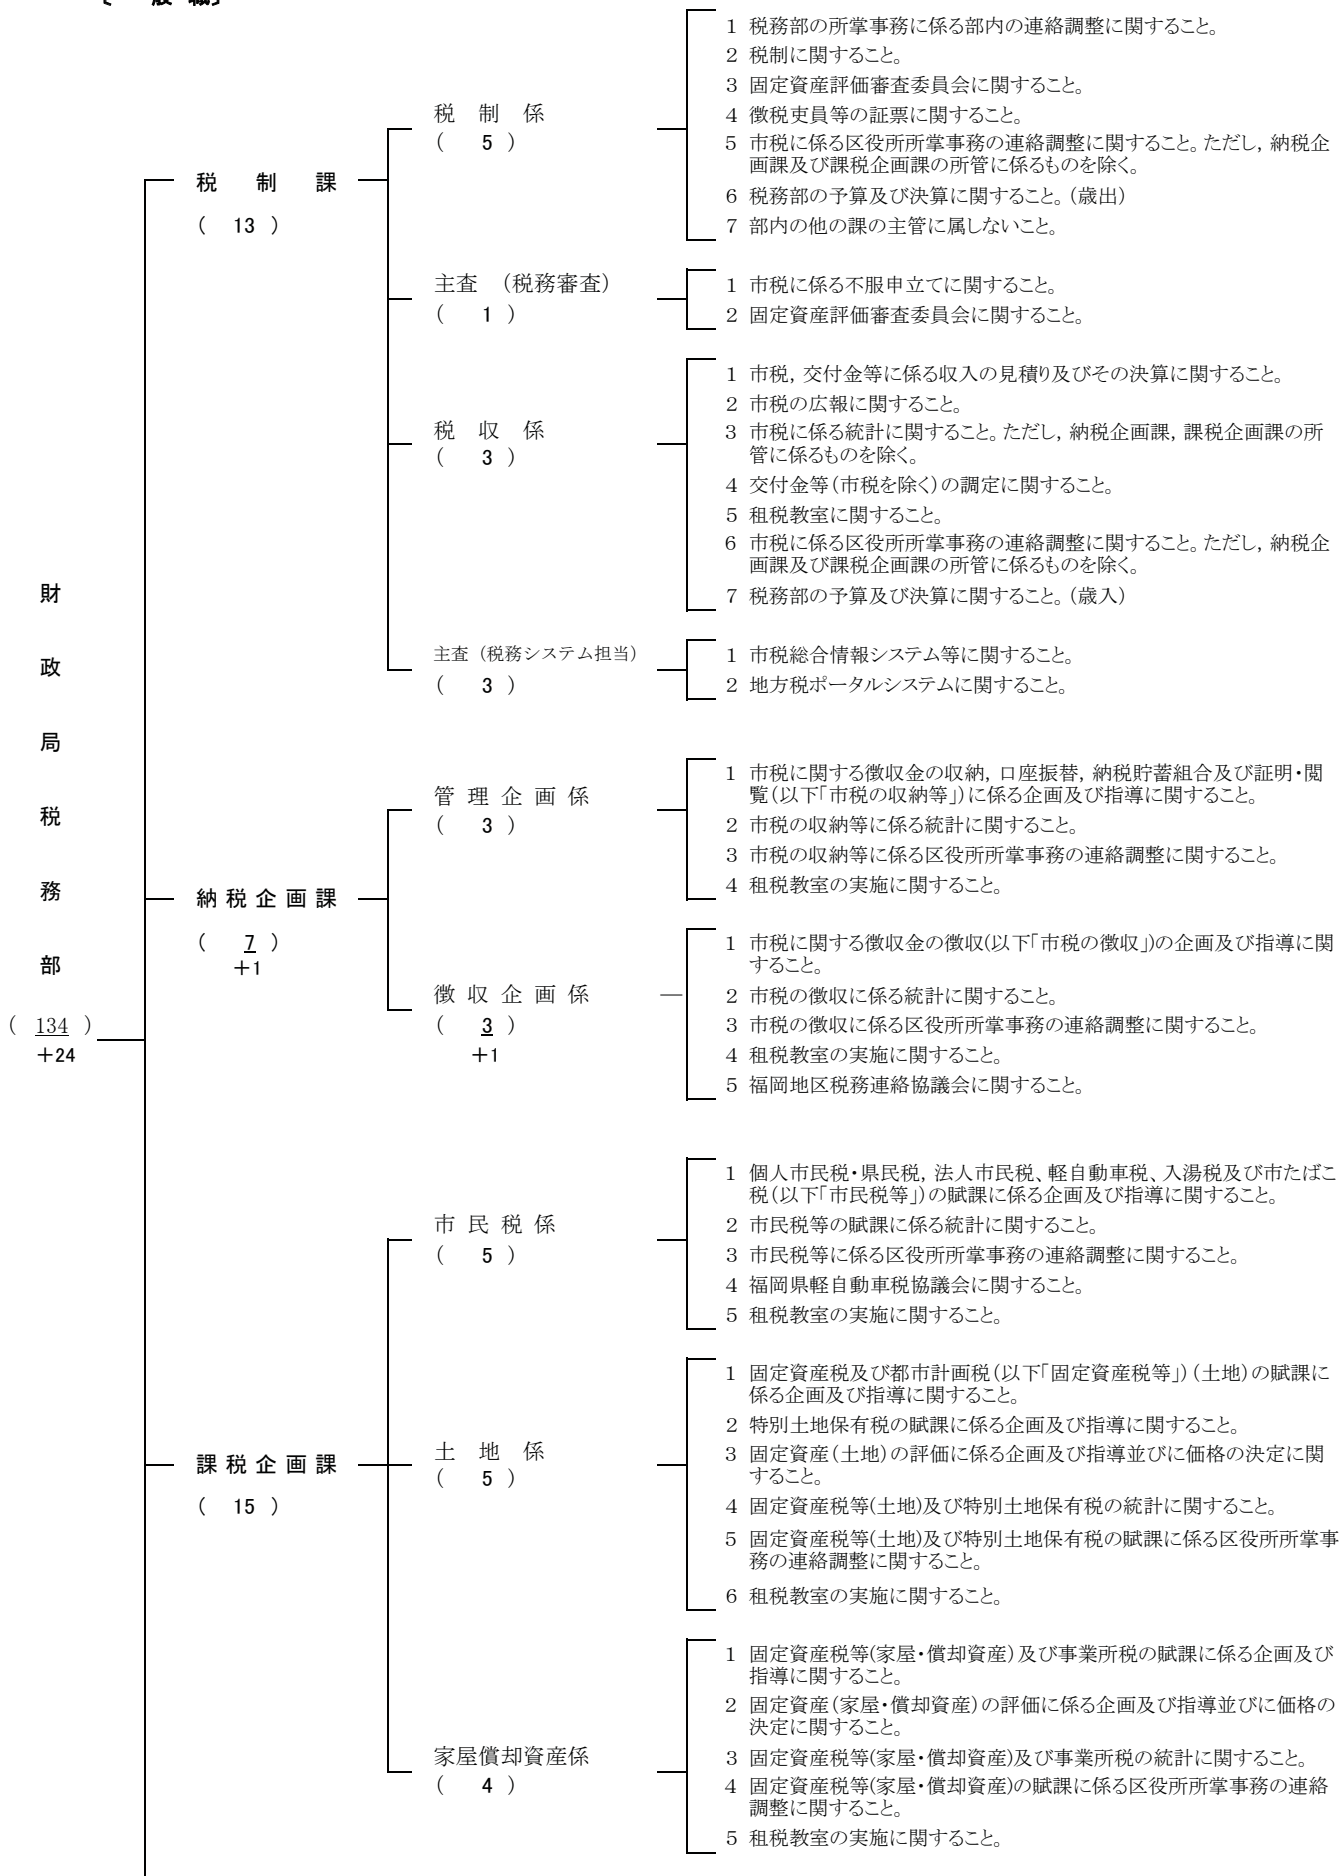 財政局税務部
( 134 )
+24
税制課
( 13 )
税制係
( 5 )
1 税務部の所掌事務に係る部内の連絡調整に関すること。
2 税制に関すること。
3 固定資産評価審査委員会に関すること。
4 徴税吏員等の証票に関すること。
5 市税に係る区役所所掌事務の連絡調整に関すること。ただし，納税企
画課及び課税企画課の所管に係るものを除く。
6 税務部の予算及び決算に関すること。（歳出）
7 部内の他の課の主管に属しないこと。
主査 （税務審査）
( 1 )
1 市税に係る不服申立てに関すること。
2 固定資産評価審査委員会に関すること。
税収係
( 3 )
1 市税，交付金等に係る収入の見積り及びその決算に関すること。
2 市税の広報に関すること。
3 市税に係る統計に関すること。ただし，納税企画課，課税企画課の所
管に係るものを除く。
4 交付金等（市税を除く）の調定に関すること。
5 租税教室に関すること。
6 市税に係る区役所所掌事務の連絡調整に関すること。ただし，納税企
画課及び課税企画課の所管に係るものを除く。
7 税務部の予算及び決算に関すること。（歳入）
主査 （税務システム担当）
( 3 )
1 市税総合情報システム等に関すること。
2 地方税ポータルシステムに関すること。
納税企画課
( 7 )
+1
管理企画係
( 3 )
1 市税に関する徴収金の収納，口座振替，納税貯蓄組合及び証明・閲
覧（以下「市税の収納等」）に係る企画及び指導に関すること。
2 市税の収納等に係る統計に関すること。
3 市税の収納等に係る区役所所掌事務の連絡調整に関すること。
4 租税教室の実施に関すること。
徴収企画係
( 3 )
+1
1 市税に関する徴収金の徴収(以下「市税の徴収」)の企画及び指導に関
すること。
2 市税の徴収に係る統計に関すること。
3 市税の徴収に係る区役所所掌事務の連絡調整に関すること。
4 租税教室の実施に関すること。
5 福岡地区税務連絡協議会に関すること。
課税企画課
( 15 )
市民税係
( 5 )
1 個人市民税・県民税，法人市民税、軽自動車税、入湯税及び市たばこ
税（以下「市民税等」）の賦課に係る企画及び指導に関すること。
2 市民税等の賦課に係る統計に関すること。
3 市民税等に係る区役所所掌事務の連絡調整に関すること。
4 福岡県軽自動車税協議会に関すること。
5 租税教室の実施に関すること。
土地係
( 5 )
1 固定資産税及び都市計画税（以下「固定資産税等」）（土地）の賦課に
係る企画及び指導に関すること。
2 特別土地保有税の賦課に係る企画及び指導に関すること。
3 固定資産（土地）の評価に係る企画及び指導並びに価格の決定に関
すること。
4 固定資産税等(土地)及び特別土地保有税の統計に関すること。
5 固定資産税等(土地)及び特別土地保有税の賦課に係る区役所所掌事
務の連絡調整に関すること。
6 租税教室の実施に関すること。
家屋償却資産係
( 4 )
1 固定資産税等(家屋・償却資産)及び事業所税の賦課に係る企画及び
指導に関すること。
2 固定資産（家屋・償却資産）の評価に係る企画及び指導並びに価格の
決定に関すること。
3 固定資産税等(家屋・償却資産)及び事業所税の統計に関すること。
4 固定資産税等(家屋・償却資産)の賦課に係る区役所所掌事務の連絡
調整に関すること。
5 租税教室の実施に関すること。